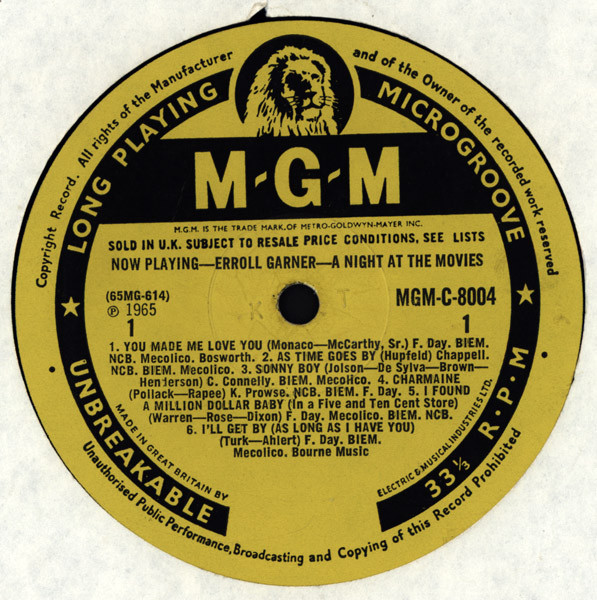 Copyright Record. All rights of the Manufacturer and of the Owner of the recorded work reserved
LONG PLAYING MICROGROOVE
M-G-M
M.G.M. IS THE TRADE MARK.OF METRO-GOLDWYN-MAYER INC.
SOLD IN U.K. SUBJECT TO RESALE PRICE CONDITIONS, SEE LISTS
NOW PLAYING—ERROLL GARNER—A NIGHT AT THE MOVIES
(65MG-614)
℗ 1965
1
MGM-C-8004
1
K T
1. YOU MADE ME LOVE YOU (Monaco—McCarthy, Sr.) F. Day. BIEM.
NCB. Mecolico. Bosworth. 2. AS TIME GOES BY (Hupfeld) Chappell.
NCB. BIEM. Mecolico. 3. SONNY BOY (Jolson—De Sylva—Brown—
Henderson) C. Connelly. BIEM. Mecolico. 4. CHARMAINE
(Pollack—Rapee) K. Prowse. NCB. BIEM. F. Day. 5. I FOUND
A MILLION DOLLAR BABY (In a Five and Ten Cent Store)
(Warren—Rose—Dixon) F. Day. Mecolico. BIEM. NCB.
6. I'LL GET BY (AS LONG AS I HAVE YOU)
(Turk—Ahlert) F. Day. BIEM.
Mecolico. Bourne Music
UNBREAKABLE
MADE IN GREAT BRITAIN BY
ELECTRIC & MUSICAL INDUSTRIES LTD.
33 1/3 R·P·M
Unauthorised Public Performance, Broadcasting and Copying of this Record Prohibited